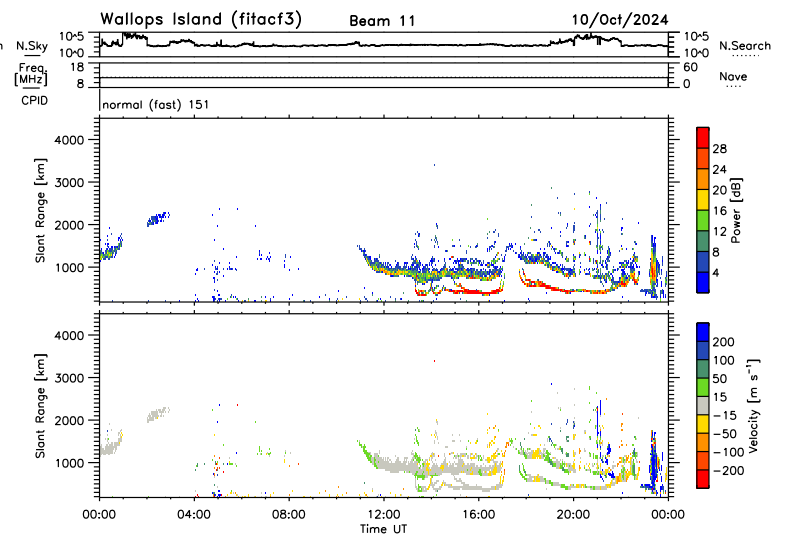 Wallops Island (fitacf3) Beam 11 10/Oct/2024
n N.Sky 10^5 10^0 10^5 10^0 N.Search
Freq. [MHz] 18 8 60 0 Nave
CPID normal (fast) 151
Slant Range [km]
4000
3000
2000
1000
28
24
20
16
12
8
4
Power [dB]
Slant Range [km]
4000
3000
2000
1000
200
100
50
15
-15
-50
-100
-200
Velocity [m s⁻¹]
00:00 04:00 08:00 12:00 16:00 20:00 00:00
Time UT